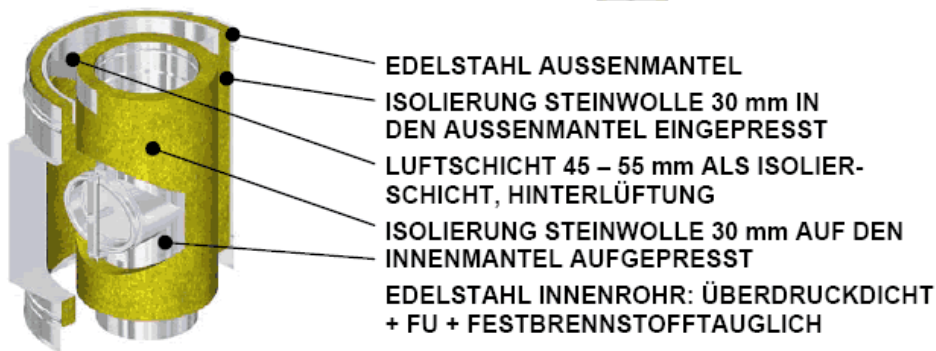 EDELSTAHL AUSSENMANTEL
ISOLIERUNG STEINWOLLE 30 mm IN
DEN AUSSENMANTEL EINGEPRESST
LUFTSCHICHT 45 – 55 mm ALS ISOLIER-
SCHICHT, HINTERLÜFTUNG
ISOLIERUNG STEINWOLLE 30 mm AUF DEN
INNENMANTEL AUFGEPRESST
EDELSTAHL INNENROHR: ÜBERDRUCKDICHT
+ FU + FESTBRENNSTOFFTAUGLICH